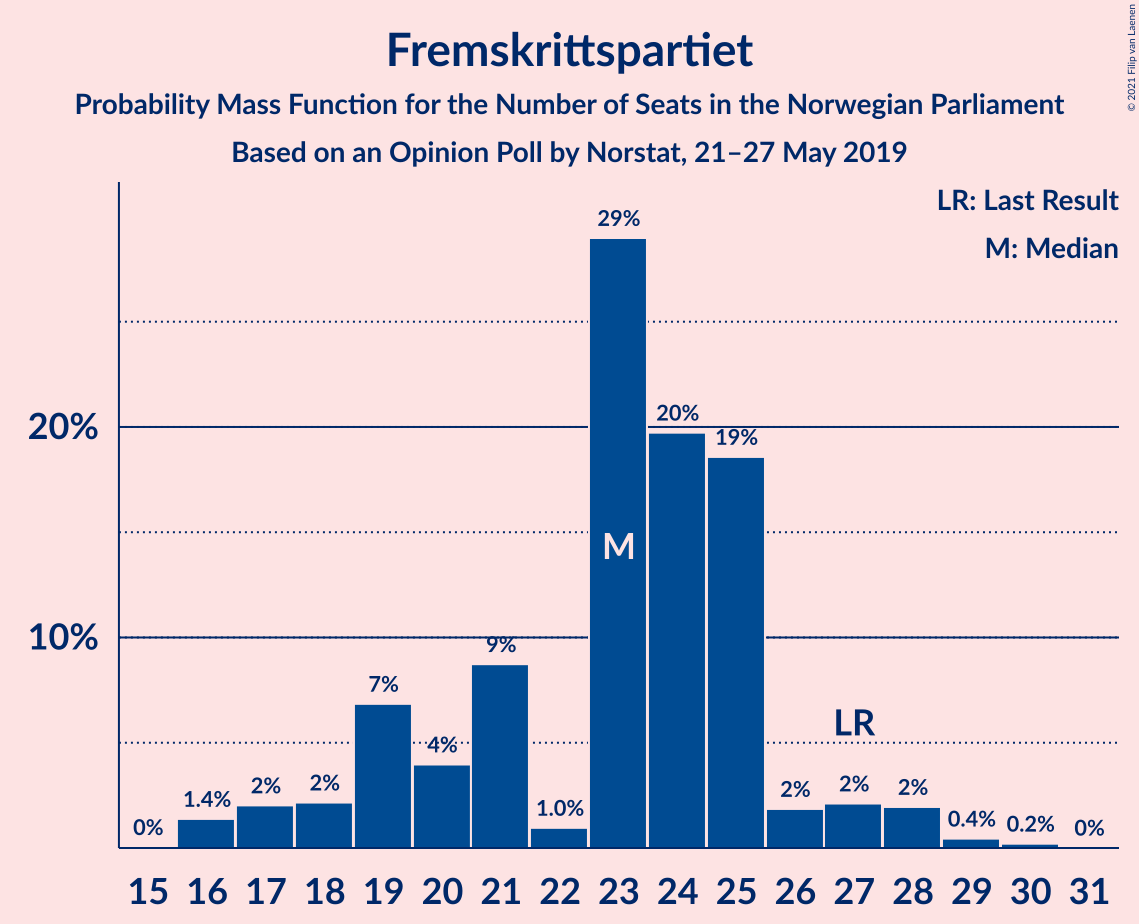 Fremskrittspartiet
Probability Mass Function for the Number of Seats in the Norwegian Parliament
Based on an Opinion Poll by Norstat, 21–27 May 2019
© 2021 Filip van Laenen
LR: Last Result
M: Median
29%
20%
20%
19%
M
10%
9%
7%
LR
4%
1.4%
2%
2%
1.0%
2%
2%
2%
0%
0.4%
0.2%
0%
15 16 17 18 19 20 21 22 23 24 25 26 27 28 29 30 31